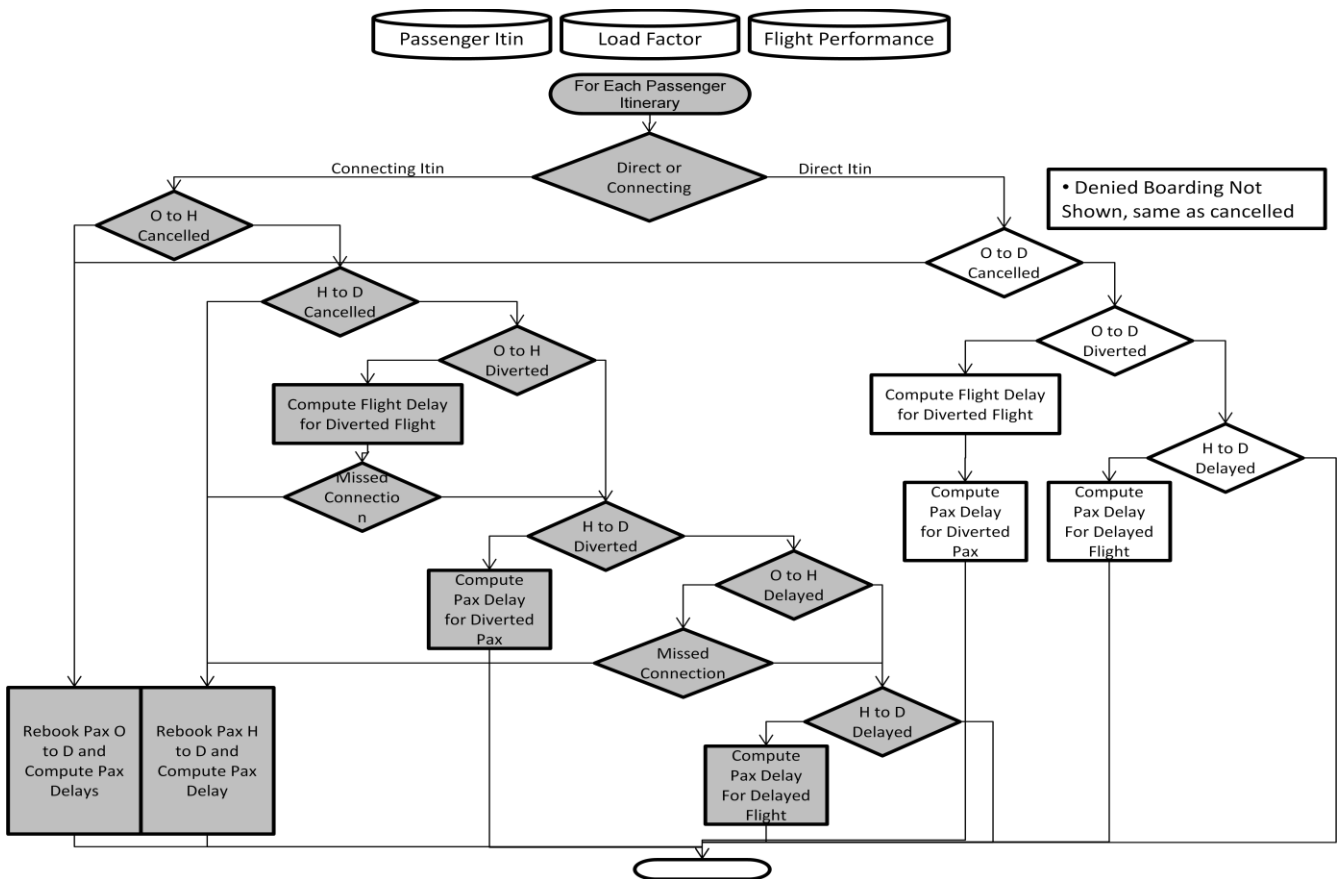 Passenger Itin
Load Factor
Flight Performance
For Each Passenger
Itinerary
Connecting Itin
Direct or
Connecting
Direct Itin
• Denied Boarding Not
Shown, same as cancelled
O to H
Cancelled
O to D
Cancelled
H to D
Cancelled
O to D
Diverted
O to H
Diverted
Compute Flight Delay
for Diverted Flight
Compute Flight Delay
for Diverted Flight
H to D
Delayed
Missed
Connectio
n
Compute
Pax Delay
for Diverted
Pax
Compute
Pax Delay
For Delayed
Flight
H to D
Diverted
O to H
Delayed
Compute
Pax Delay
for Diverted
Pax
Missed
Connection
Rebook Pax O
to D and
Compute Pax
Delays
Rebook Pax H
to D and
Compute Pax
Delay
H to D
Delayed
Compute
Pax Delay
For Delayed
Flight